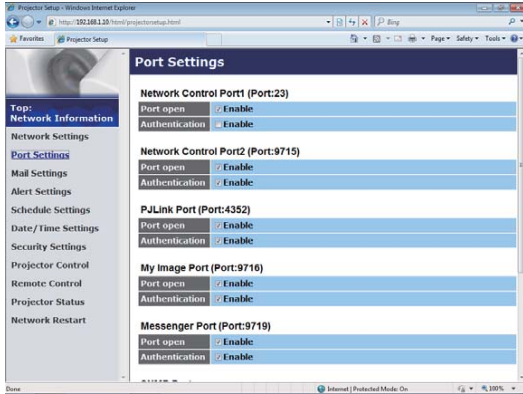 Projector Setup - Windows Internet Explorer
http://192.168.1.10/html/projectorsetup.html
Bing
Favorites
Projector Setup
Page
Safety
Tools
Port Settings
Top:
Network Information
Network Settings
Port Settings
Mail Settings
Alert Settings
Schedule Settings
Date/Time Settings
Security Settings
Projector Control
Remote Control
Projector Status
Network Restart
Network Control Port1 (Port:23)
Port open Enable
Authentication Enable
Network Control Port2 (Port:9715)
Port open Enable
Authentication Enable
PJLink Port (Port:4352)
Port open Enable
Authentication Enable
My Image Port (Port:9716)
Port open Enable
Authentication Enable
Messenger Port (Port:9719)
Port open Enable
Authentication Enable
Done
Internet | Protected Mode: On
100%